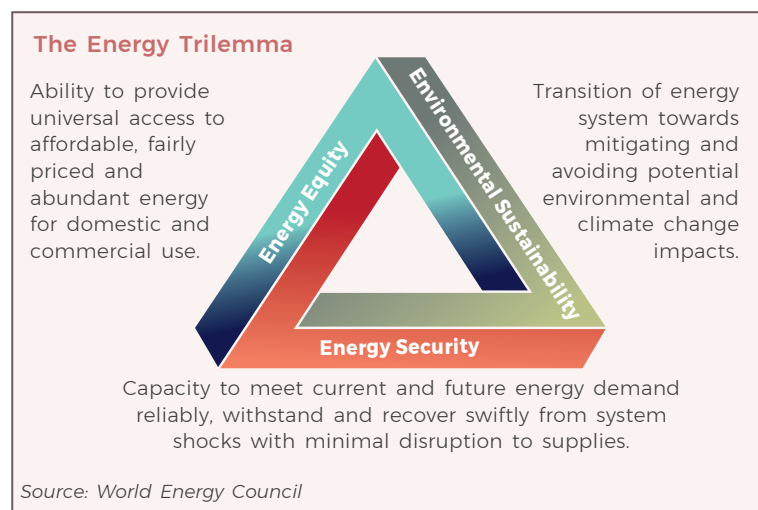 The Energy Trilemma
Ability to provide
universal access to
affordable, fairly
priced and
abundant energy
for domestic and
commercial use.
Energy Equity
Environmental Sustainability
Transition of energy
system towards
mitigating and
avoiding potential
environmental and
climate change
impacts.
Energy Security
Capacity to meet current and future energy demand
reliably, withstand and recover swiftly from system
shocks with minimal disruption to supplies.
Source: World Energy Council